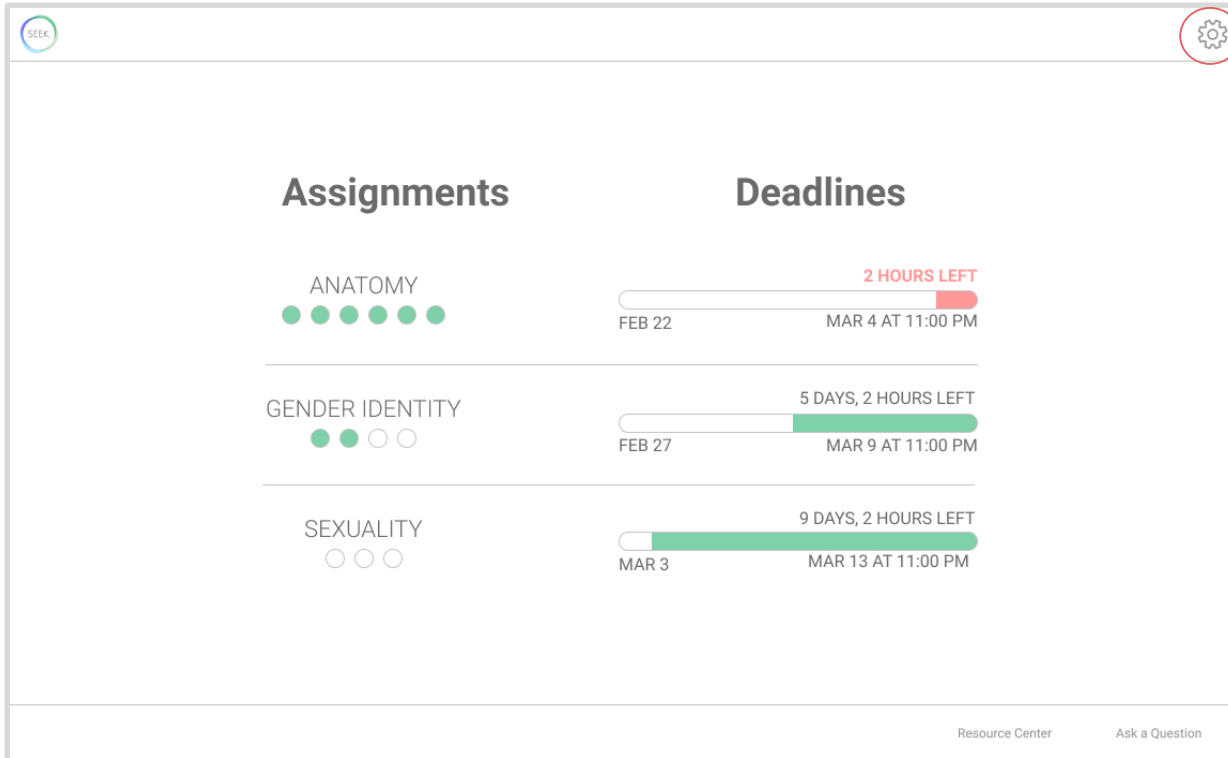 SEEK
Assignments
Deadlines
ANATOMY
2 HOURS LEFT
FEB 22
MAR 4 AT 11:00 PM
GENDER IDENTITY
5 DAYS, 2 HOURS LEFT
FEB 27
MAR 9 AT 11:00 PM
SEXUALITY
9 DAYS, 2 HOURS LEFT
MAR 3
MAR 13 AT 11:00 PM
Resource Center
Ask a Question